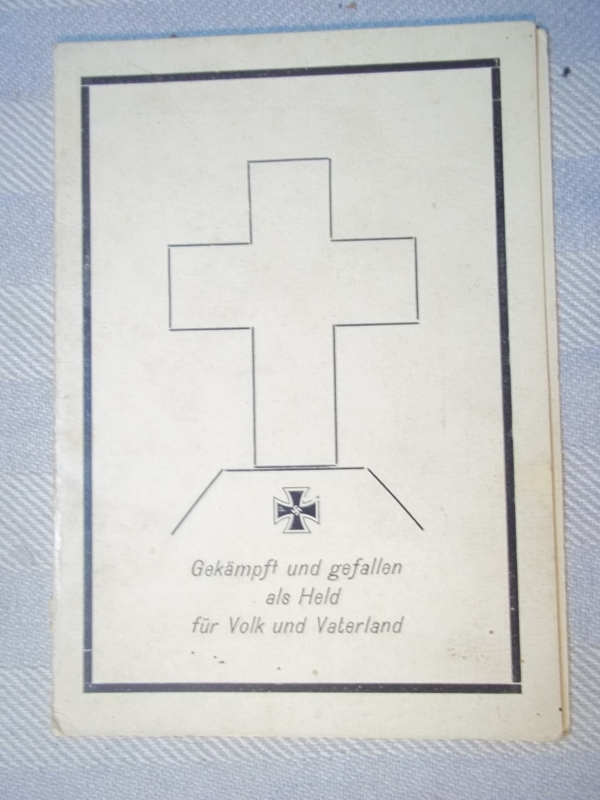 Gekämpft und gefallen
als Held
für Volk und Vaterland